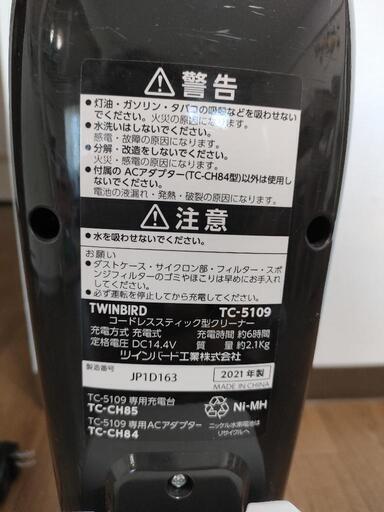 警告
●灯油・ガソリン・タバコの吸殻などを吸わせない
でください。火災の原因になります。
●水洗いはしないでください。
感電・故障の原因になります。
●分解・改造をしないでください。
火災・感電の原因になります。
●付属のACアダプター(TC-CH84型)以外は使用し
ないでください。
電池の液漏れ・発熱・破裂の原因になります。
注意
●水を吸わせないでください。
お願い
●ダストケース・サイクロン部・フィルター・スポ
ンジフィルターのゴミやほこりは早めにお手入れ
してください。
●必ず運転を停止してから充電してください。
TWINBIRD TC-5109
コードレススティック型クリーナー
充電方式 充電式 充電時間 約6時間
定格電圧 DC14.4V 質量 約2.1Kg
ツインバード工業株式会社
製造番号 JP1D163 2021年製
MADE IN CHINA
TC-5109 専用充電台
TC-CH85
TC-5109 専用ACアダプター
TC-CH84
Ni-MH
ニッケル水素電池は
リサイクルへ